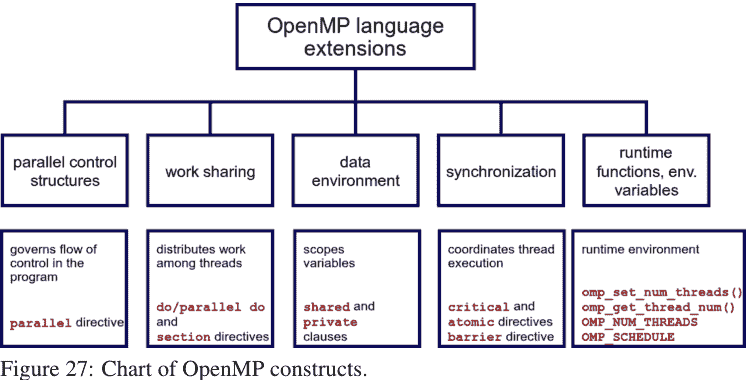 OpenMP language
extensions
parallel control
structures
work sharing
data
environment
synchronization
runtime
functions, env.
variables
governs flow of
control in the
program
parallel directive
distributes work
among threads
do/parallel do
and
section directives
scopes
variables
shared and
private
clauses
coordinates thread
execution
critical and
atomic directives
barrier directive
runtime environment
omp_set_num_threads()
omp_get_thread_num()
OMP_NUM_THREADS
OMP_SCHEDULE
Figure 27: Chart of OpenMP constructs.